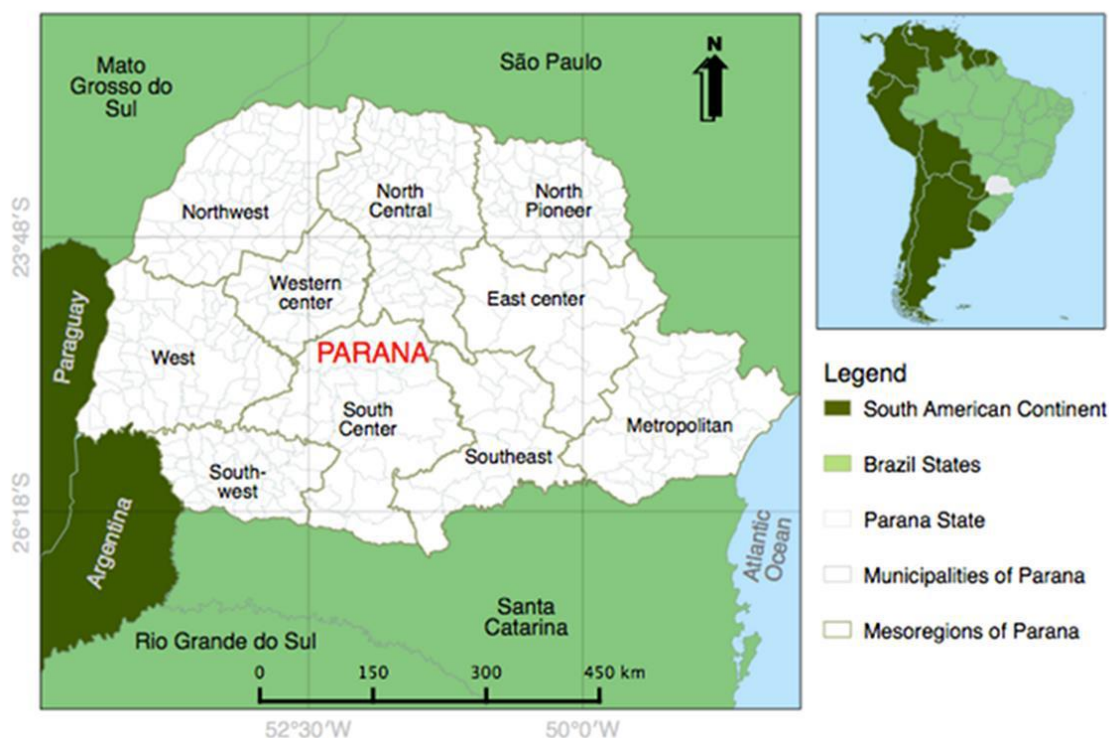 Mato
Grosso do
Sul
São Paulo
N
Northwest
North
Central
North
Pioneer
23°48'S
Western
center
East center
Paraguay
West
PARANA
South
Center
Metropolitan
Southeast
South-
west
26°18'S
Argentina
Atlantic
Ocean
Santa
Catarina
Rio Grande do Sul
0 150 300 450 km
52°30'W 50°0'W
Legend
South American Continent
Brazil States
Parana State
Municipalities of Parana
Mesoregions of Parana